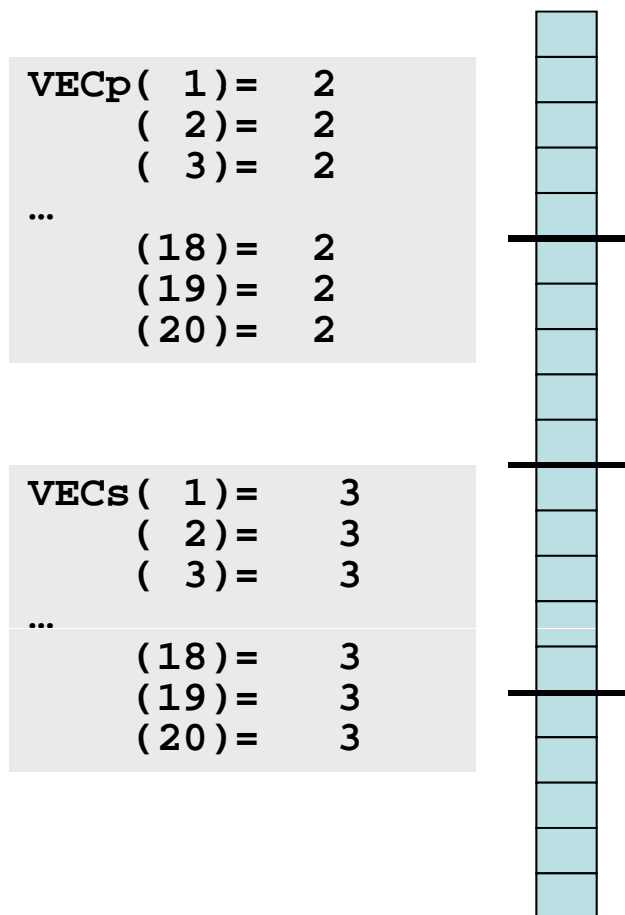 VECp( 1)= 2
( 2)= 2
( 3)= 2
…
(18)= 2
(19)= 2
(20)= 2
VECs( 1)= 3
( 2)= 3
( 3)= 3
…
(18)= 3
(19)= 3
(20)= 3